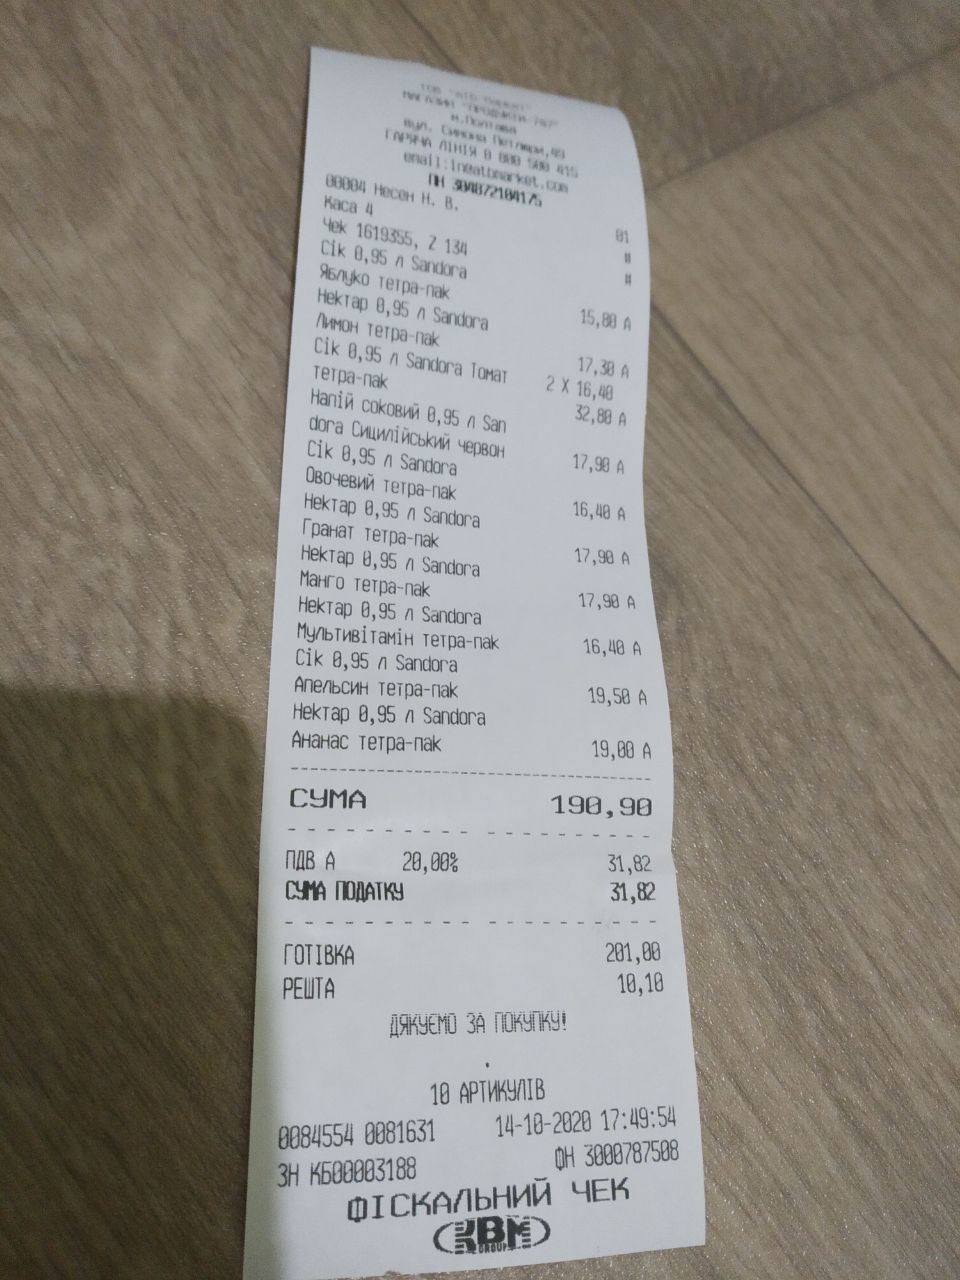 ТОВ "АТБ-Маркет"
МАГАЗИН "ПРОДУКТИ-767"
м.Полтава
вул. Симона Петлюри,49
ГАРЯЧА ЛІНІЯ 0 800 500 415
email:in@atbmarket.com
ПН 304872104175
00004 Несен Н. В. 01
Каса 4 #
Чек 1619355, Z 134 #
Сік 0,95 л Sandora
Яблуко тетра-пак 15,80 А
Нектар 0,95 л Sandora
Лимон тетра-пак 17,30 А
Сік 0,95 л Sandora Томат 2 X 16,40
тетра-пак 32,80 А
Напій соковий 0,95 л San
dora Сицилійський червон 17,90 А
Сік 0,95 л Sandora
Овочевий тетра-пак 16,40 А
Нектар 0,95 л Sandora
Гранат тетра-пак 17,90 А
Нектар 0,95 л Sandora
Манго тетра-пак 17,90 А
Нектар 0,95 л Sandora
Мультивітамін тетра-пак 16,40 А
Сік 0,95 л Sandora
Апельсин тетра-пак 19,50 А
Нектар 0,95 л Sandora
Ананас тетра-пак 19,00 А
СУМА 190,90
ПДВ А 20,00% 31,82
СУМА ПОДАТКУ 31,82
ГОТІВКА 201,00
РЕШТА 10,10
ДЯКУЄМО ЗА ПОКУПКУ!
.
10 АРТИКУЛІВ
0084554 0081631 14-10-2020 17:49:54
ЗН КБ00003188 ФН 3000787508
ФІСКАЛЬНИЙ ЧЕК
КВМ
GROUP